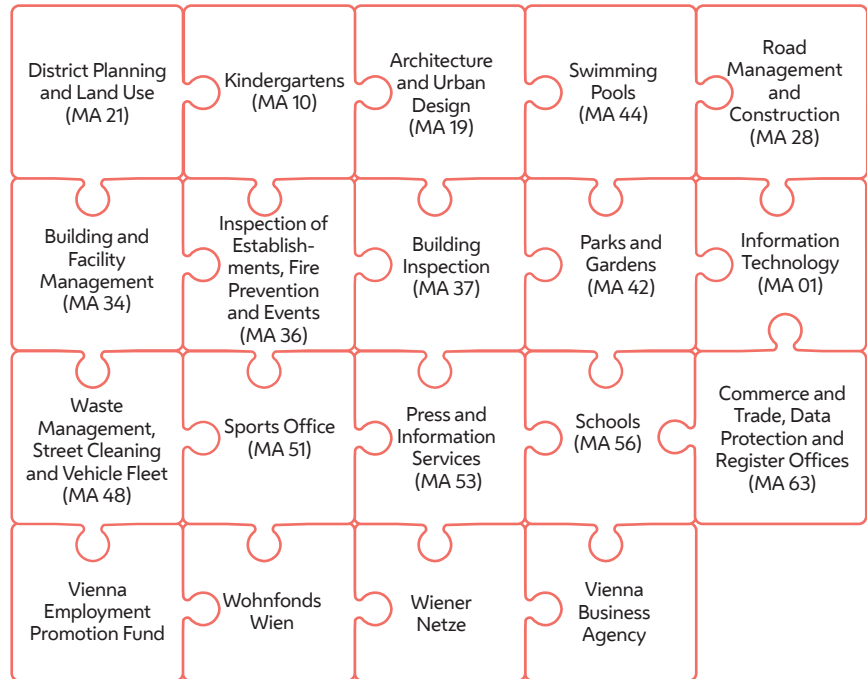 District Planning
and Land Use
(MA 21)
Kindergartens
(MA 10)
Architecture
and Urban
Design
(MA 19)
Swimming
Pools
(MA 44)
Road
Management
and
Construction
(MA 28)
Building and
Facility
Management
(MA 34)
Inspection of
Establish-
ments, Fire
Prevention
and Events
(MA 36)
Building
Inspection
(MA 37)
Parks and
Gardens
(MA 42)
Information
Technology
(MA 01)
Waste
Management,
Street Cleaning
and Vehicle Fleet
(MA 48)
Sports Office
(MA 51)
Press and
Information
Services
(MA 53)
Schools
(MA 56)
Commerce and
Trade, Data
Protection and
Register Offices
(MA 63)
Vienna
Employment
Promotion Fund
Wohnfonds
Wien
Wiener
Netze
Vienna
Business
Agency